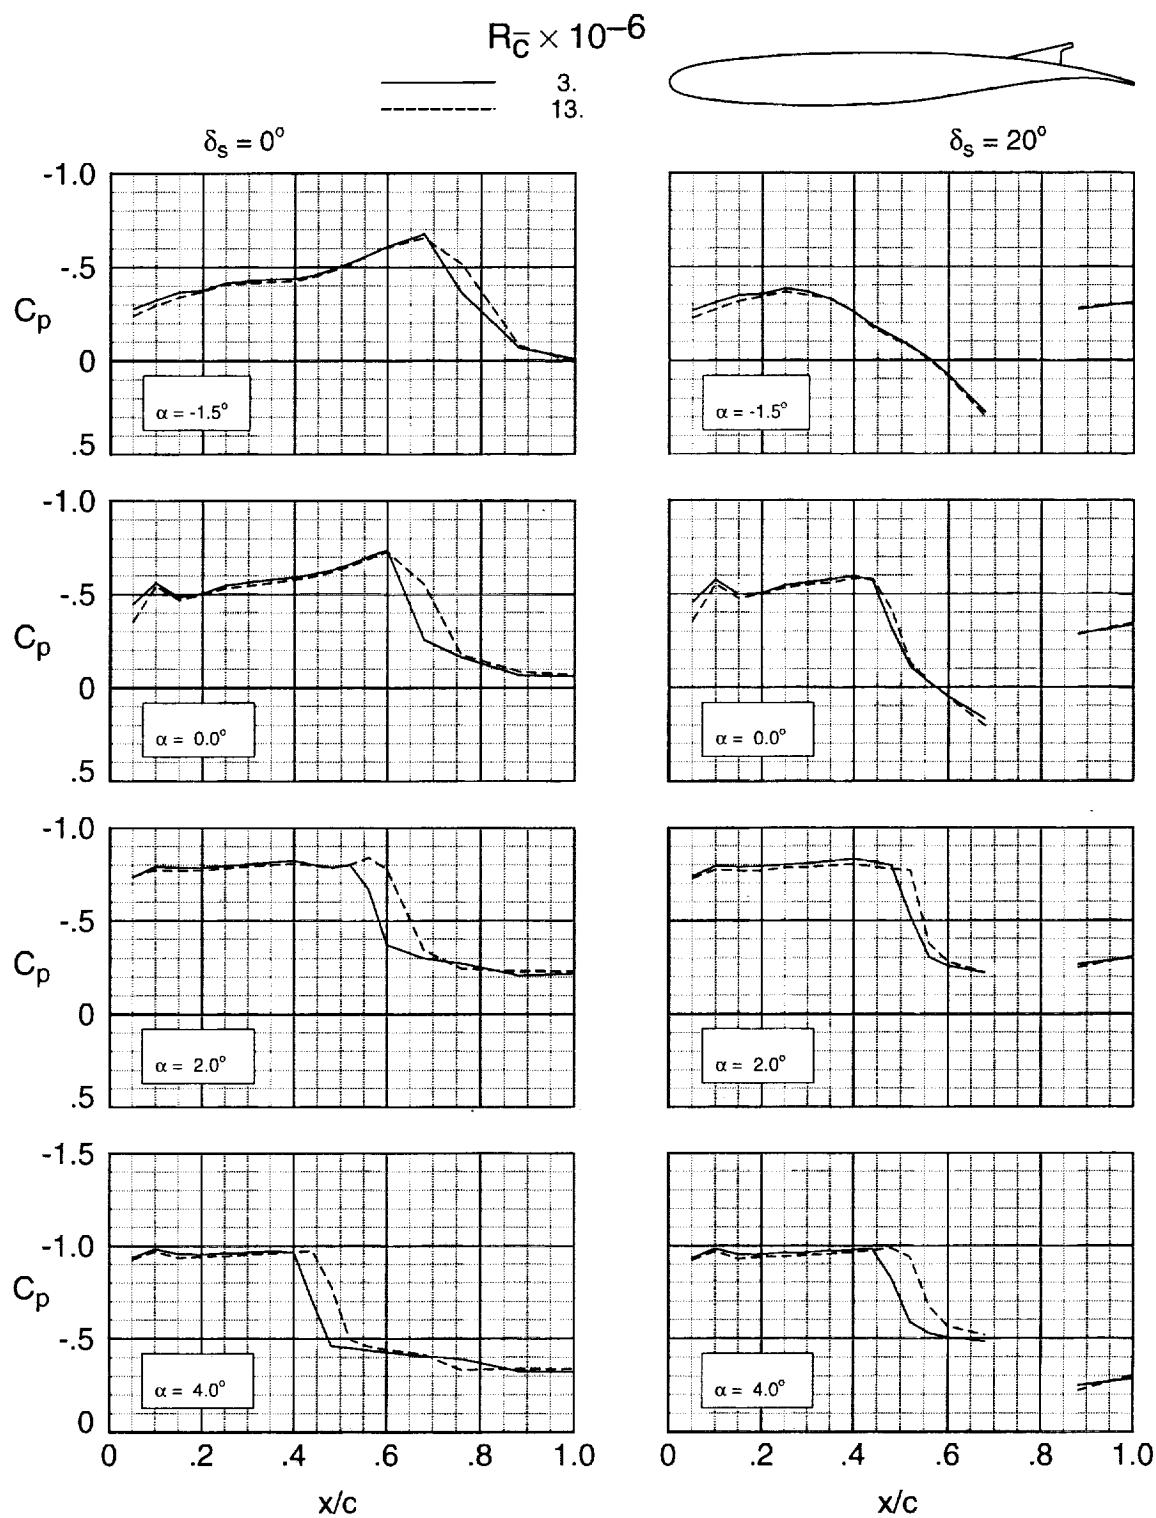 R_c̅ × 10⁻⁶
3.
13.
δₛ = 0°
δₛ = 20°
-1.0
-.5
Cₚ
0
α = -1.5°
α = -1.5°
.5
-1.0
-.5
Cₚ
0
α = 0.0°
α = 0.0°
.5
-1.0
-.5
Cₚ
0
α = 2.0°
α = 2.0°
.5
-1.5
-1.0
Cₚ
-.5
α = 4.0°
α = 4.0°
0
0 .2 .4 .6 .8 1.0
0 .2 .4 .6 .8 1.0
x/c
x/c